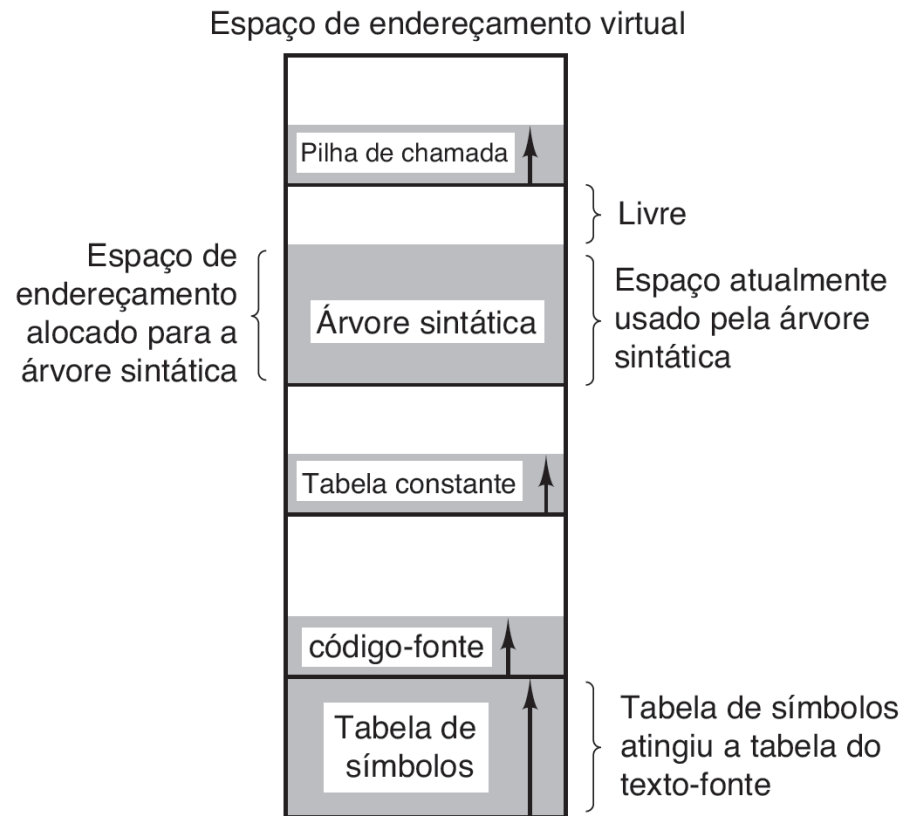 Espaço de endereçamento virtual
Pilha de chamada
Livre
Espaço de
endereçamento
alocado para a
árvore sintática
Árvore sintática
Espaço atualmente
usado pela árvore
sintática
Tabela constante
código-fonte
Tabela de
símbolos
Tabela de símbolos
atingiu a tabela do
texto-fonte